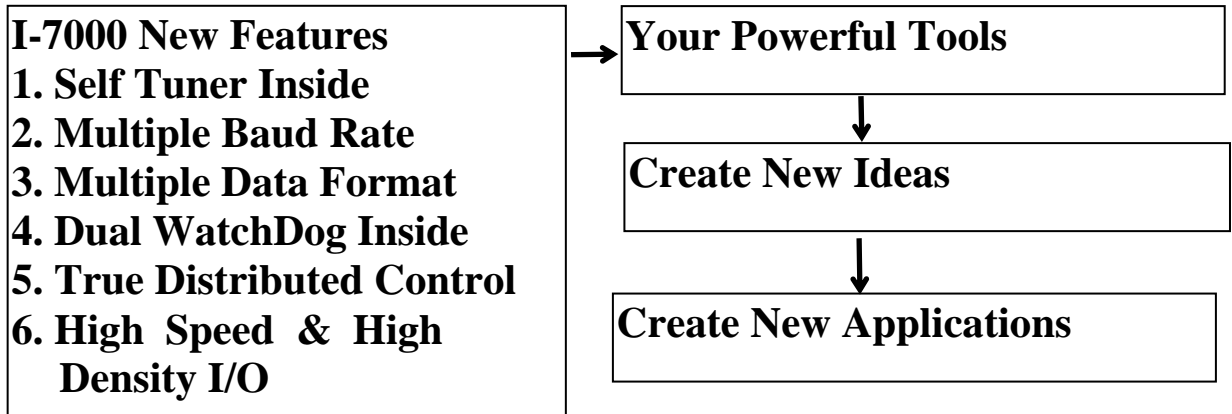 I-7000 New Features
1. Self Tuner Inside
2. Multiple Baud Rate
3. Multiple Data Format
4. Dual WatchDog Inside
5. True Distributed Control
6. High Speed & High
Density I/O
Your Powerful Tools
Create New Ideas
Create New Applications